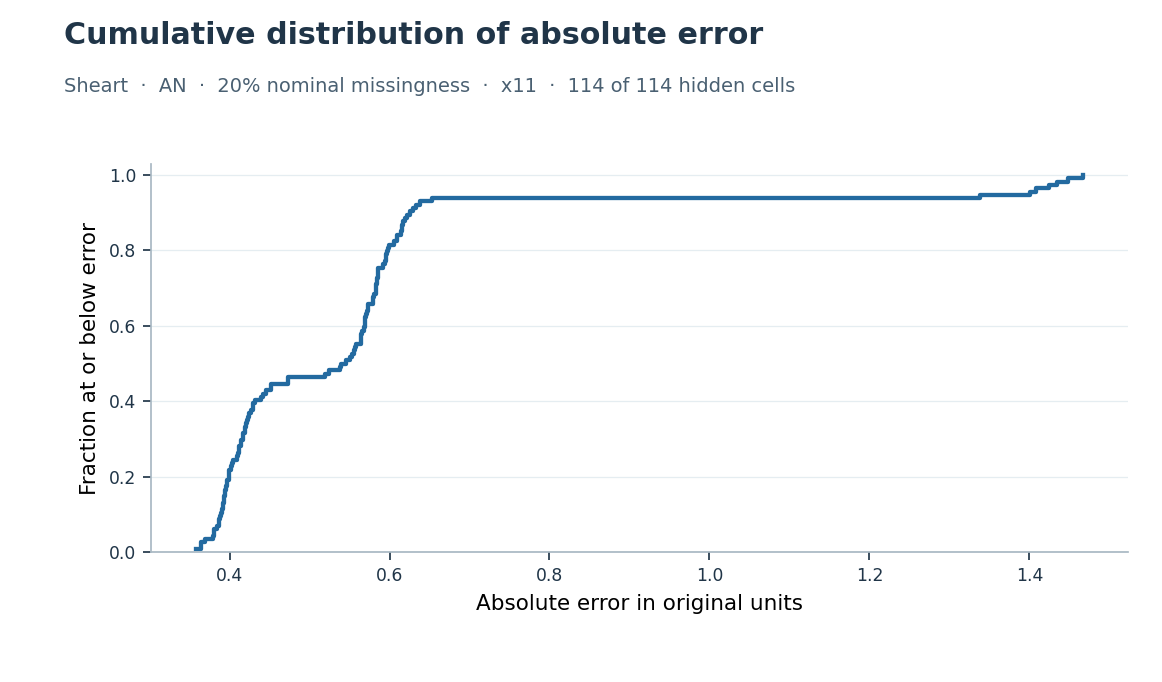 Cumulative distribution of absolute error
Sheart · AN · 20% nominal missingness · x11 · 114 of 114 hidden cells
Fraction at or below error
1.0
0.8
0.6
0.4
0.2
0.0
0.4 0.6 0.8 1.0 1.2 1.4
Absolute error in original units